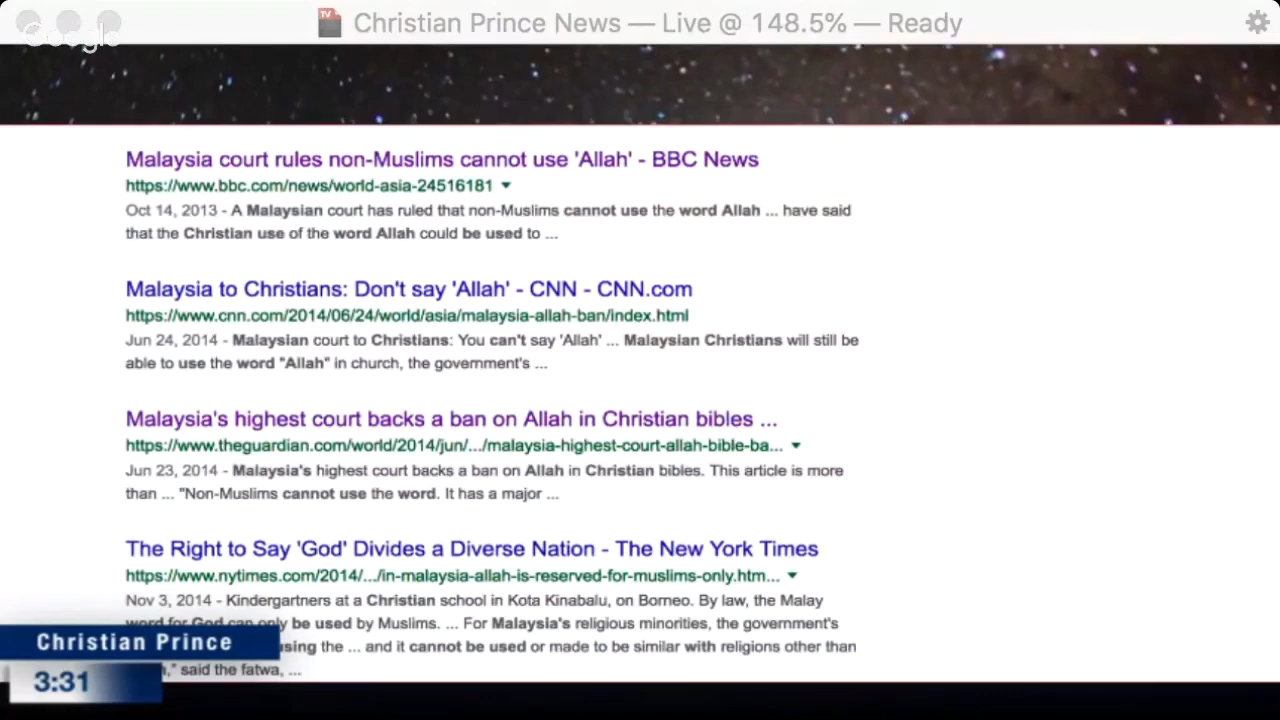 Google
TV
Christian Prince News — Live @ 148.5% — Ready
Malaysia court rules non-Muslims cannot use 'Allah' - BBC News
https://www.bbc.com/news/world-asia-24516181
Oct 14, 2013 - A Malaysian court has ruled that non-Muslims cannot use the word Allah ... have said
that the Christian use of the word Allah could be used to ...
Malaysia to Christians: Don't say 'Allah' - CNN - CNN.com
https://www.cnn.com/2014/06/24/world/asia/malaysia-allah-ban/index.html
Jun 24, 2014 - Malaysian court to Christians: You can't say 'Allah' ... Malaysian Christians will still be
able to use the word "Allah" in church, the government's ...
Malaysia's highest court backs a ban on Allah in Christian bibles ...
https://www.theguardian.com/world/2014/jun/.../malaysia-highest-court-allah-bible-ba...
Jun 23, 2014 - Malaysia's highest court backs a ban on Allah in Christian bibles. This article is more
than ... "Non-Muslims cannot use the word. It has a major ...
The Right to Say 'God' Divides a Diverse Nation - The New York Times
https://www.nytimes.com/2014/.../in-malaysia-allah-is-reserved-for-muslims-only.htm...
Nov 3, 2014 - Kindergartners at a Christian school in Kota Kinabalu, on Borneo. By law, the Malay
word for God can only be used by Muslims. ... For Malaysia's religious minorities, the government's
the ... and it cannot be used or made to be similar with religions other than
said the fatwa, ...
Christian Prince
3:31